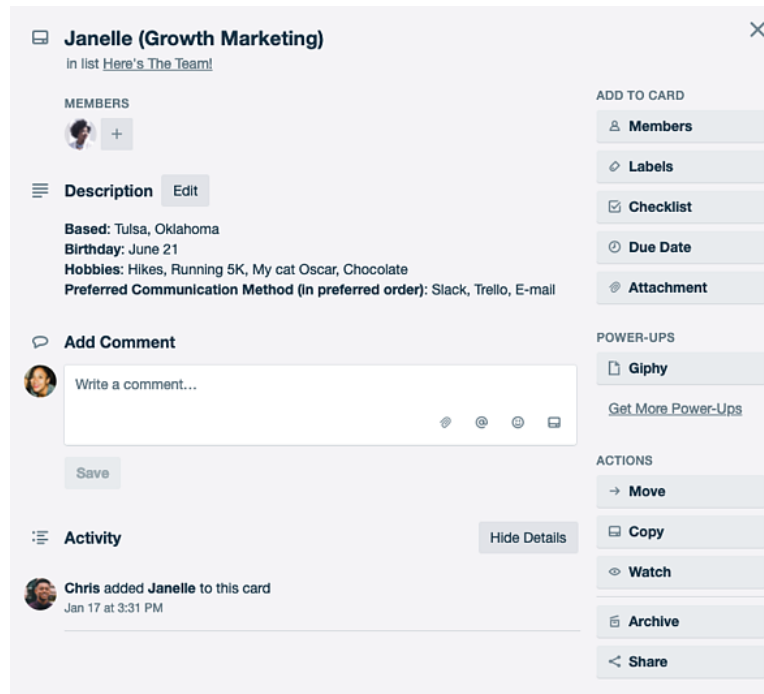 Janelle (Growth Marketing)
in list Here's The Team!
MEMBERS
Description
Edit
Based: Tulsa, Oklahoma
Birthday: June 21
Hobbies: Hikes, Running 5K, My cat Oscar, Chocolate
Preferred Communication Method (in preferred order): Slack, Trello, E-mail
Add Comment
Write a comment...
Save
Activity
Hide Details
Chris added Janelle to this card
Jan 17 at 3:31 PM
ADD TO CARD
Members
Labels
Checklist
Due Date
Attachment
POWER-UPS
Giphy
Get More Power-Ups
ACTIONS
Move
Copy
Watch
Archive
Share